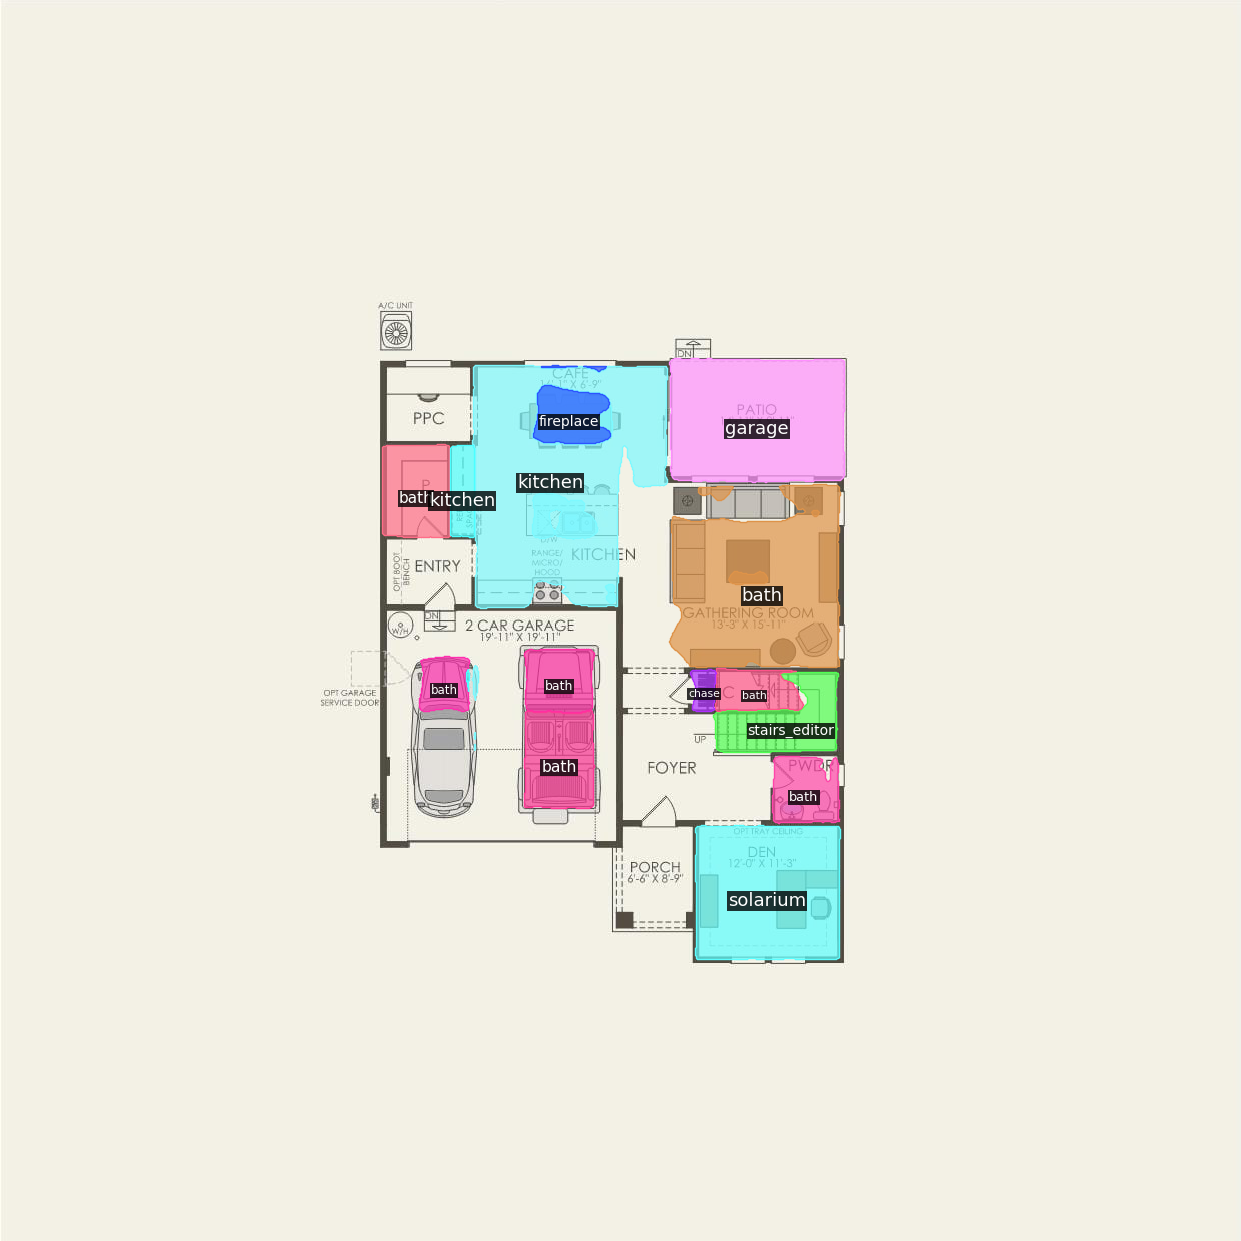 A/C UNIT
DN
CAFE
16'-1" X 6'-9"
PATIO
garage
PPC
fireplace
kitchen
bath
kitchen
P
D/W
RANGE/
MICRO/
HOOD
KITCHEN
OPT BOOT
BENCH
ENTRY
bath
GATHERING ROOM
13'-3" X 15'-11"
DN
W/H
2 CAR GARAGE
19'-11" X 19'-11"
OPT GARAGE
SERVICE DOOR
bath
bath
chase
C
bath
stairs_editor
UP
FOYER
bath
PWDR
bath
OPT TRAY CEILING
DEN
12'-0" X 11'-3"
PORCH
6'-6" X 8'-9"
solarium